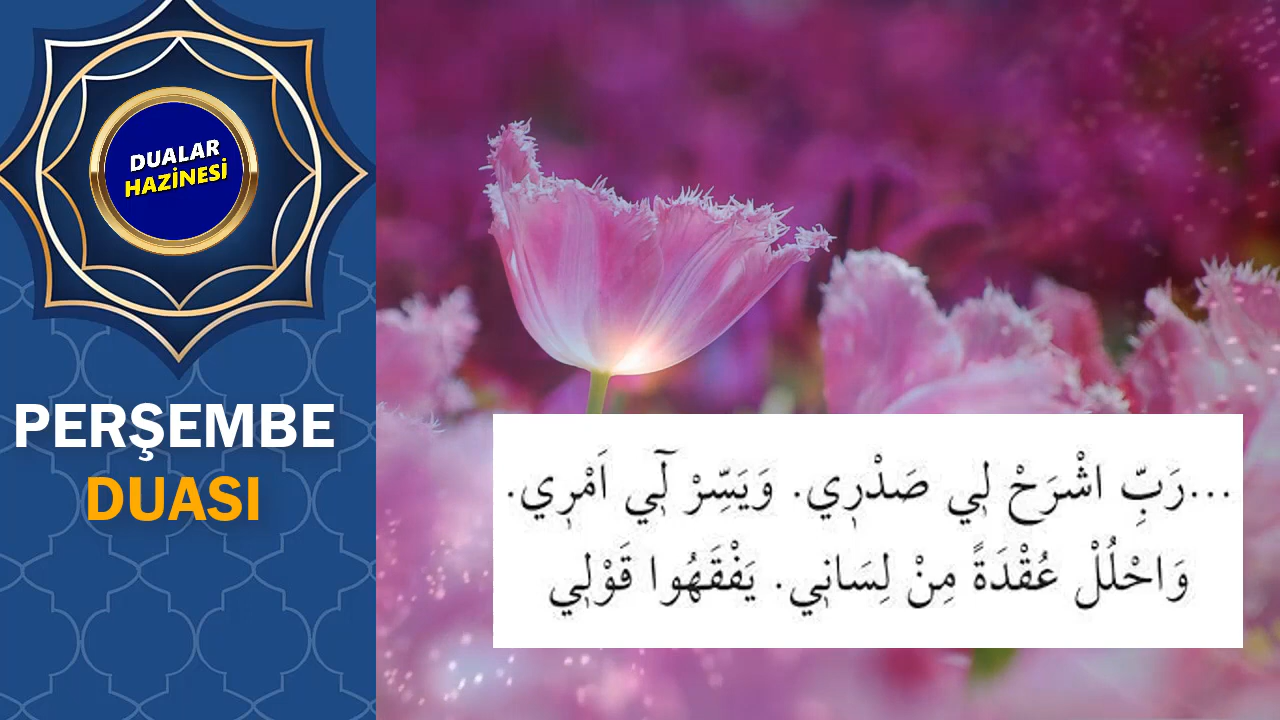 DUALAR
HAZİNESİ
PERŞEMBE
DUASI
...رَبِّ اشْرَحْ لٖي صَدْرٖي. وَيَسِّرْ لٖٓي اَمْرٖي.
وَاحْلُلْ عُقْدَةً مِنْ لِسَانٖي. يَفْقَهُوا قَوْلٖي